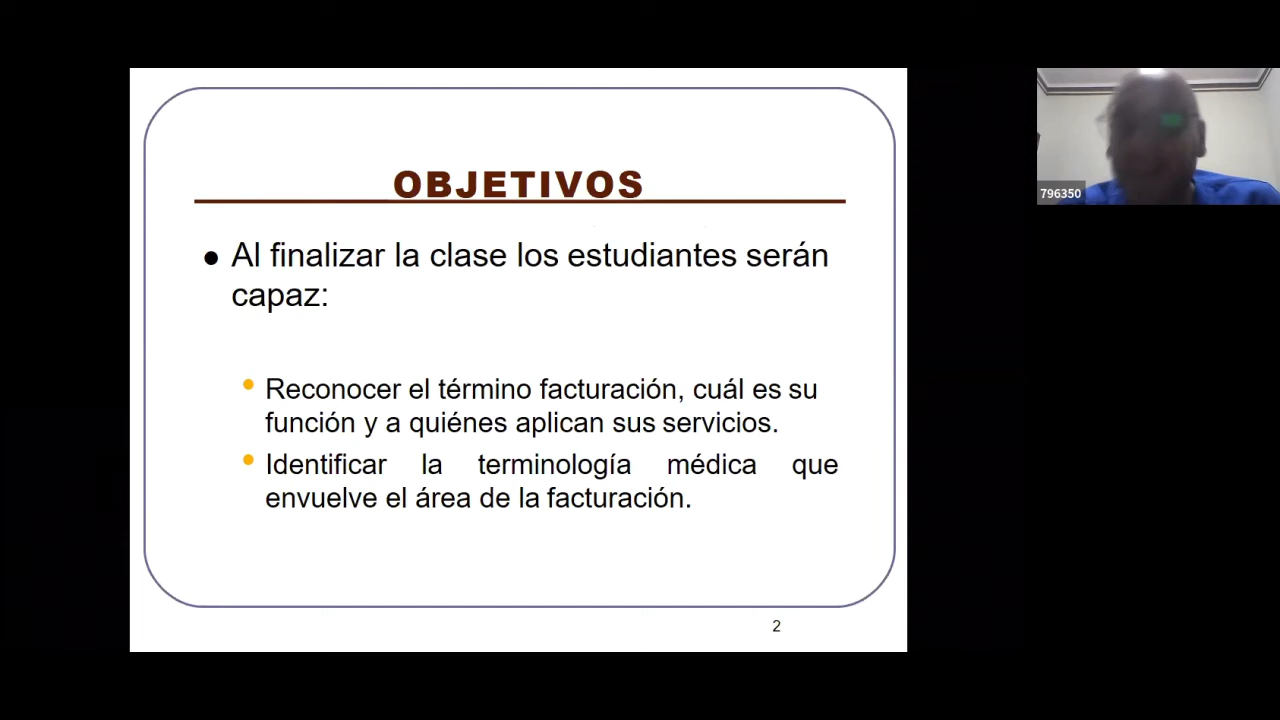 OBJETIVOS
● Al finalizar la clase los estudiantes serán
capaz:
• Reconocer el término facturación, cuál es su
función y a quiénes aplican sus servicios.
• Identificar la terminología médica que
envuelve el área de la facturación.
2
796350